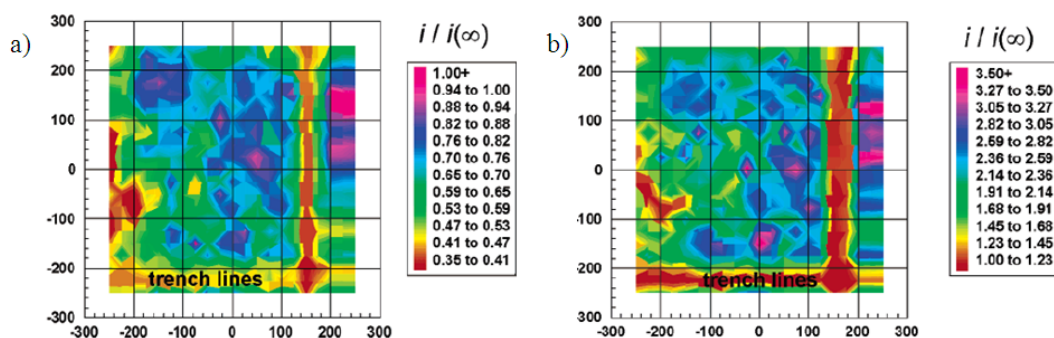 a)
300
200
100
0
-100
-200
-300
-300 -200 -100 0 100 200 300
trench lines
i / i(∞)
1.00+
0.94 to 1.00
0.88 to 0.94
0.82 to 0.88
0.76 to 0.82
0.70 to 0.76
0.65 to 0.70
0.59 to 0.65
0.53 to 0.59
0.47 to 0.53
0.41 to 0.47
0.35 to 0.41
b)
300
200
100
0
-100
-200
-300
-300 -200 -100 0 100 200 300
trench lines
i / i(∞)
3.50+
3.27 to 3.50
3.05 to 3.27
2.82 to 3.05
2.59 to 2.82
2.36 to 2.59
2.14 to 2.36
1.91 to 2.14
1.68 to 1.91
1.45 to 1.68
1.23 to 1.45
1.00 to 1.23